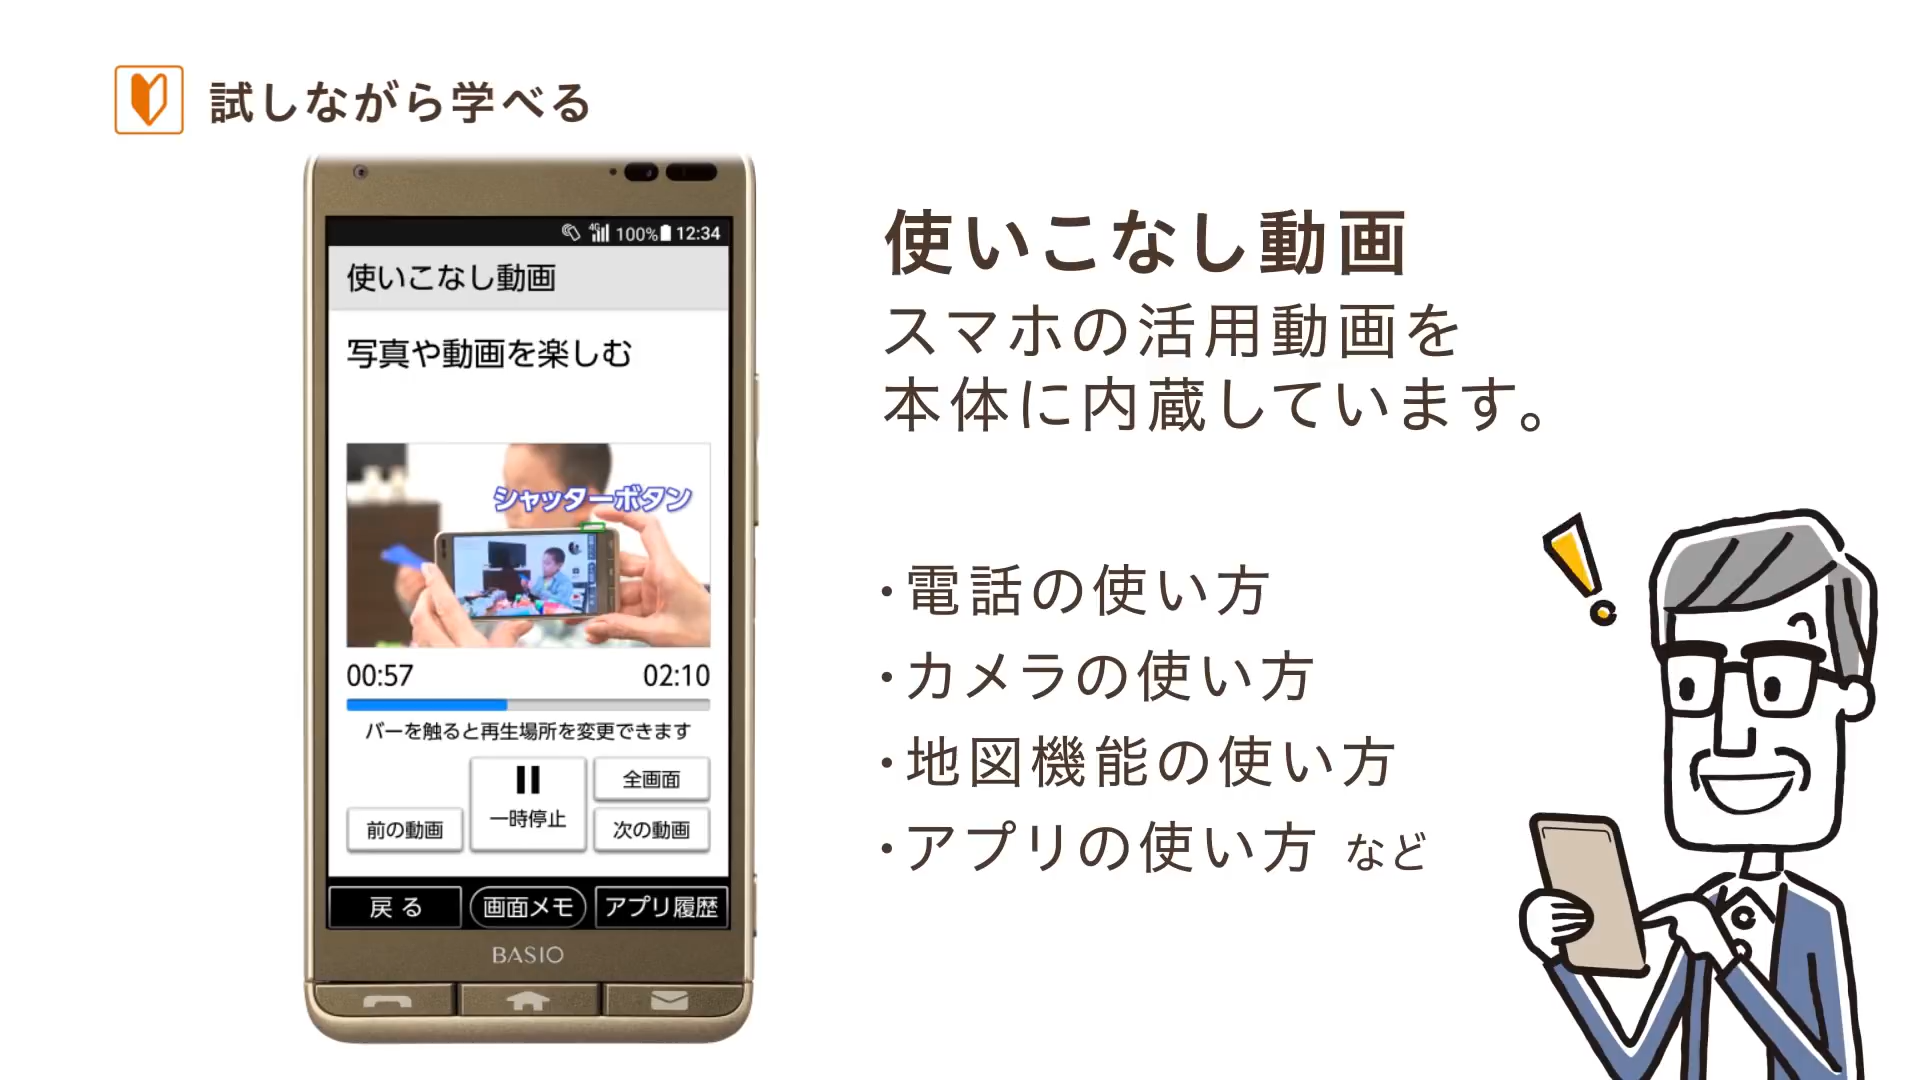 試しながら学べる
4G 100% 12:34
使いこなし動画
写真や動画を楽しむ
シャッターボタン
00:57 02:10
バーを触ると再生場所を変更できます
一時停止
全画面
前の動画
次の動画
戻る 画面メモ アプリ履歴
BASIO
使いこなし動画
スマホの活用動画を
本体に内蔵しています。
・電話の使い方
・カメラの使い方
・地図機能の使い方
・アプリの使い方 など